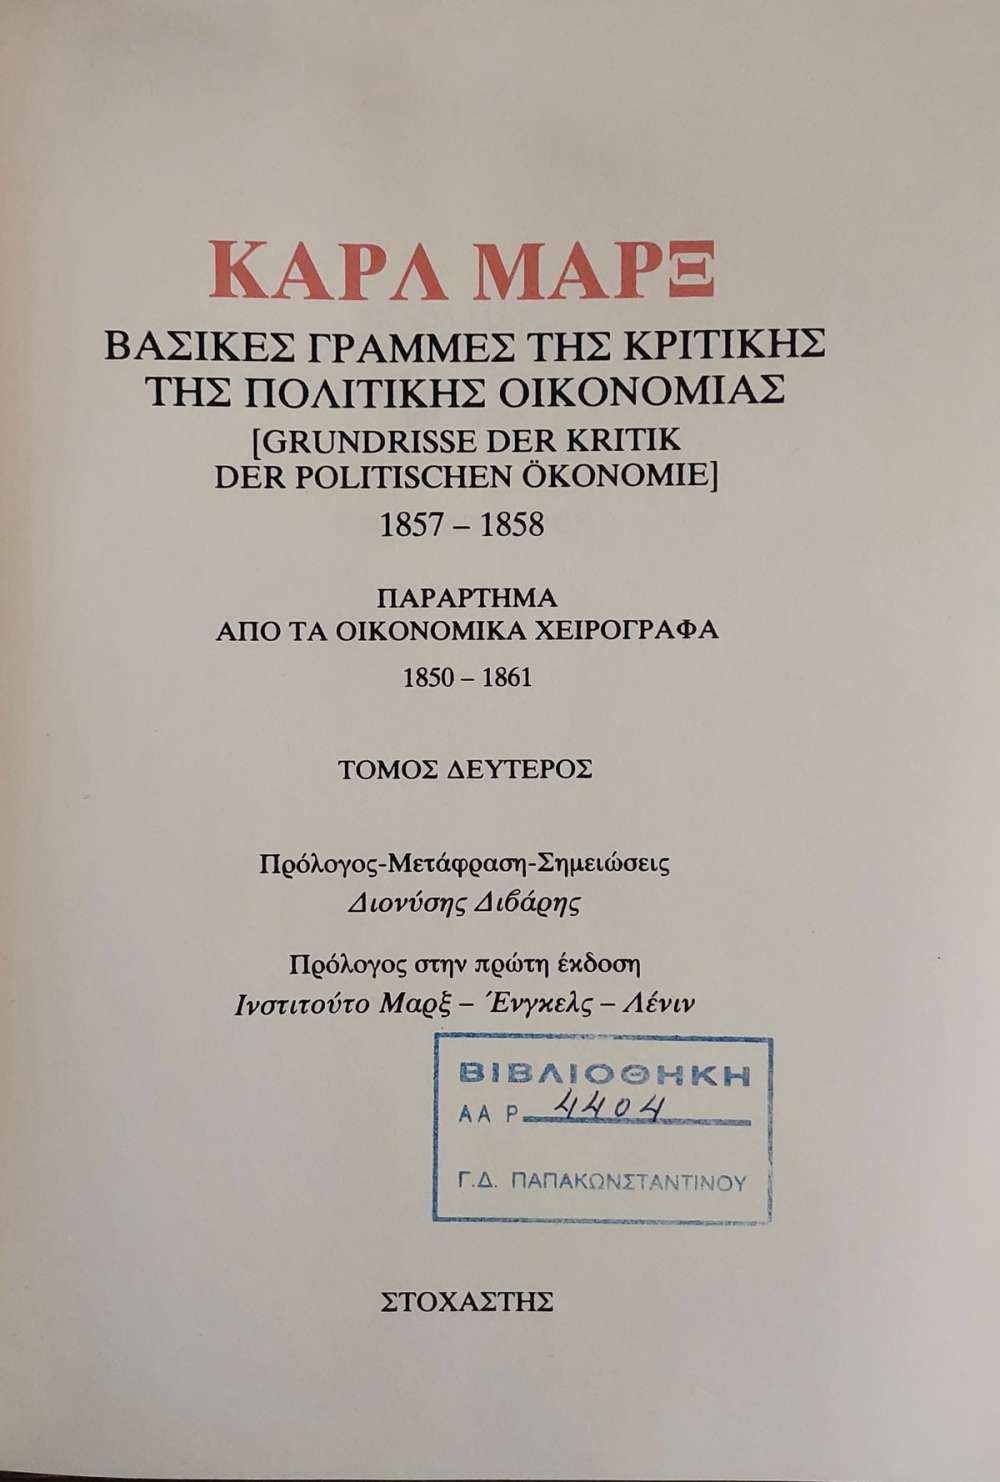 ΚΑΡΛ ΜΑΡΞ
ΒΑΣΙΚΕΣ ΓΡΑΜΜΕΣ ΤΗΣ ΚΡΙΤΙΚΗΣ
ΤΗΣ ΠΟΛΙΤΙΚΗΣ ΟΙΚΟΝΟΜΙΑΣ
[GRUNDRISSE DER KRITIK
DER POLITISCHEN ÖKONOMIE]
1857 – 1858
ΠΑΡΑΡΤΗΜΑ
ΑΠΟ ΤΑ ΟΙΚΟΝΟΜΙΚΑ ΧΕΙΡΟΓΡΑΦΑ
1850 – 1861
ΤΟΜΟΣ ΔΕΥΤΕΡΟΣ
Πρόλογος-Μετάφραση-Σημειώσεις
Διονύσης Διβάρης
Πρόλογος στην πρώτη έκδοση
Ινστιτούτο Μαρξ – Ένγκελς – Λένιν
ΒΙΒΛΙΟΘΗΚΗ
ΑΑ Ρ 4404
Γ.Δ. ΠΑΠΑΚΩΝΣΤΑΝΤΙΝΟΥ
ΣΤΟΧΑΣΤΗΣ